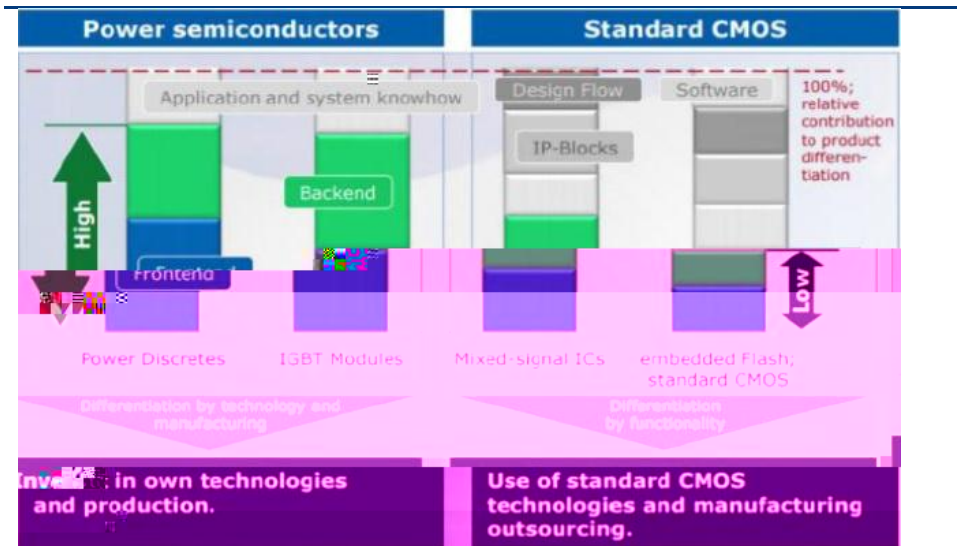 Power semiconductors
Standard CMOS
Application and system knowhow
Design Flow
Software
100%;
relative
contribution
to product
differen-
tiation
IP-Blocks
Backend
High
Frontend
Low
Power Discretes
IGBT Modules
Mixed-signal ICs
embedded Flash;
standard CMOS
Differentiation by technology and
manufacturing
Differentiation
by functionality
in own technologies
and production.
Use of standard CMOS
technologies and manufacturing
outsourcing.